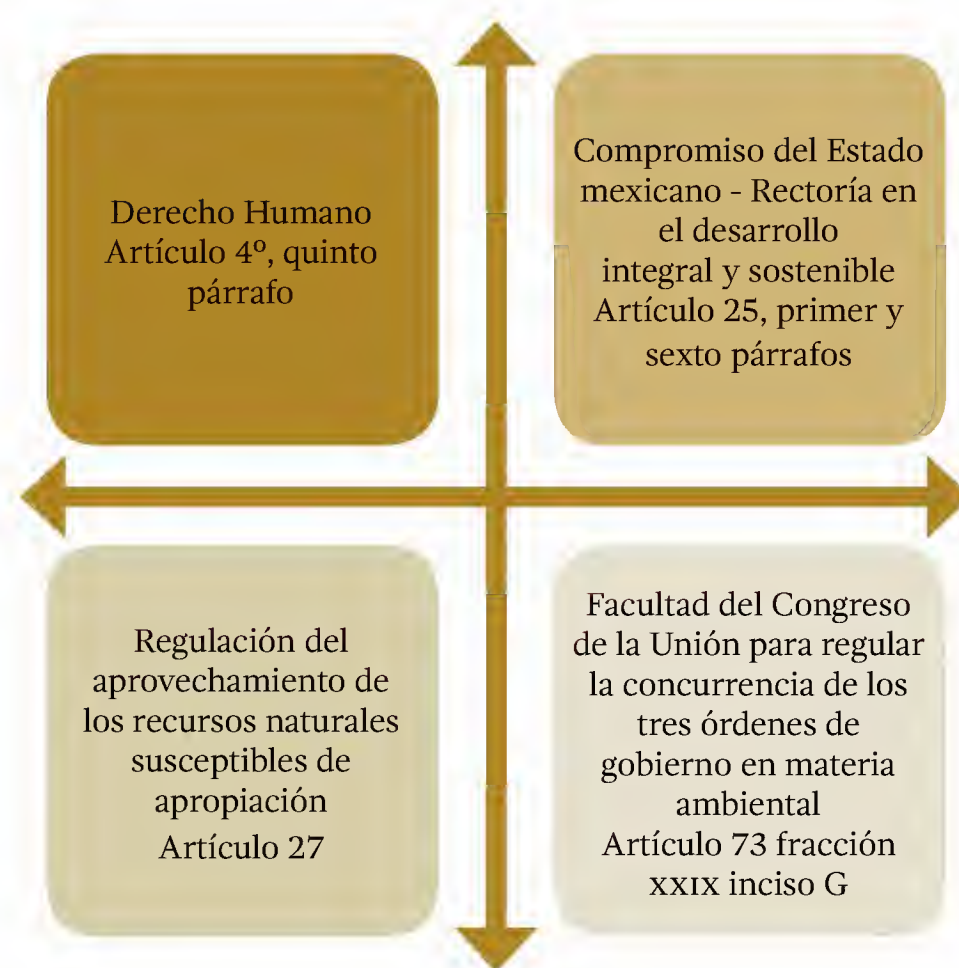 Derecho Humano
Artículo 4º, quinto
párrafo
Compromiso del Estado
mexicano - Rectoría en
el desarrollo
integral y sostenible
Artículo 25, primer y
sexto párrafos
Regulación del
aprovechamiento de
los recursos naturales
susceptibles de
apropiación
Artículo 27
Facultad del Congreso
de la Unión para regular
la concurrencia de los
tres órdenes de
gobierno en materia
ambiental
Artículo 73 fracción
XXIX inciso G